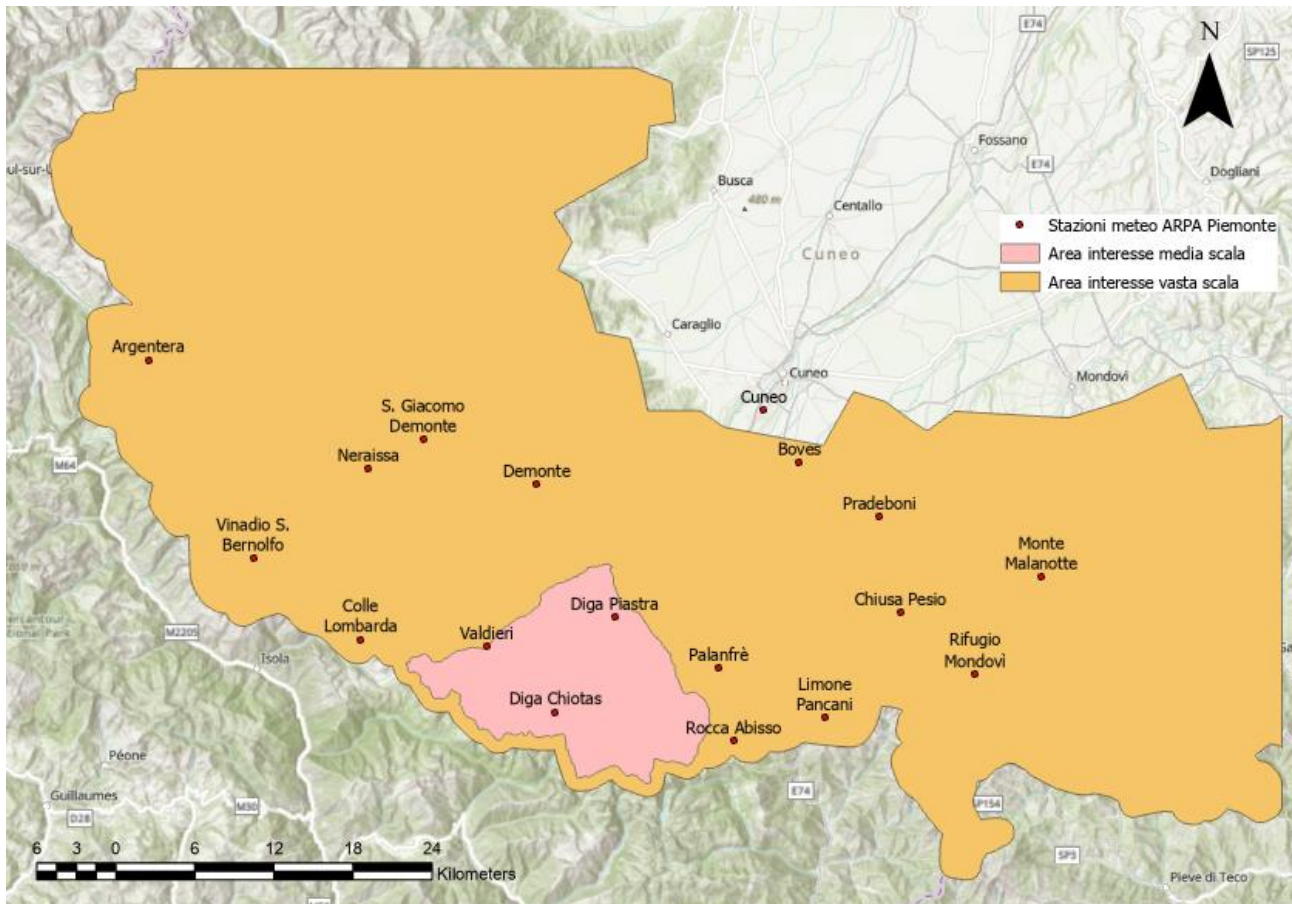 N
E74
SP125
Fossano
E74
Dogliani
Busca
480 m
Centallo
Cuneo
Stazioni meteo ARPA Piemonte
Area interesse media scala
Area interesse vasta scala
Caraglio
Argentera
Cuneo
Mondovì
Cuneo
S. Giacomo
Demonte
Neraissa
Boves
M64
Demonte
Pradeboni
Vinadio S.
Bernolfo
Monte
Malanotte
Diga Piastra
Chiusa Pesio
Colle
Lombarda
M2205
Valdieri
Isola
Palanfrè
Rifugio
Mondovì
Diga Chiotas
Limone
Pancani
Rocca Abisso
Péone
Guillaumes
D28
M30
E74
SP154
SP3
Pieve di Teco
6 3 0 6 12 18 24
Kilometers